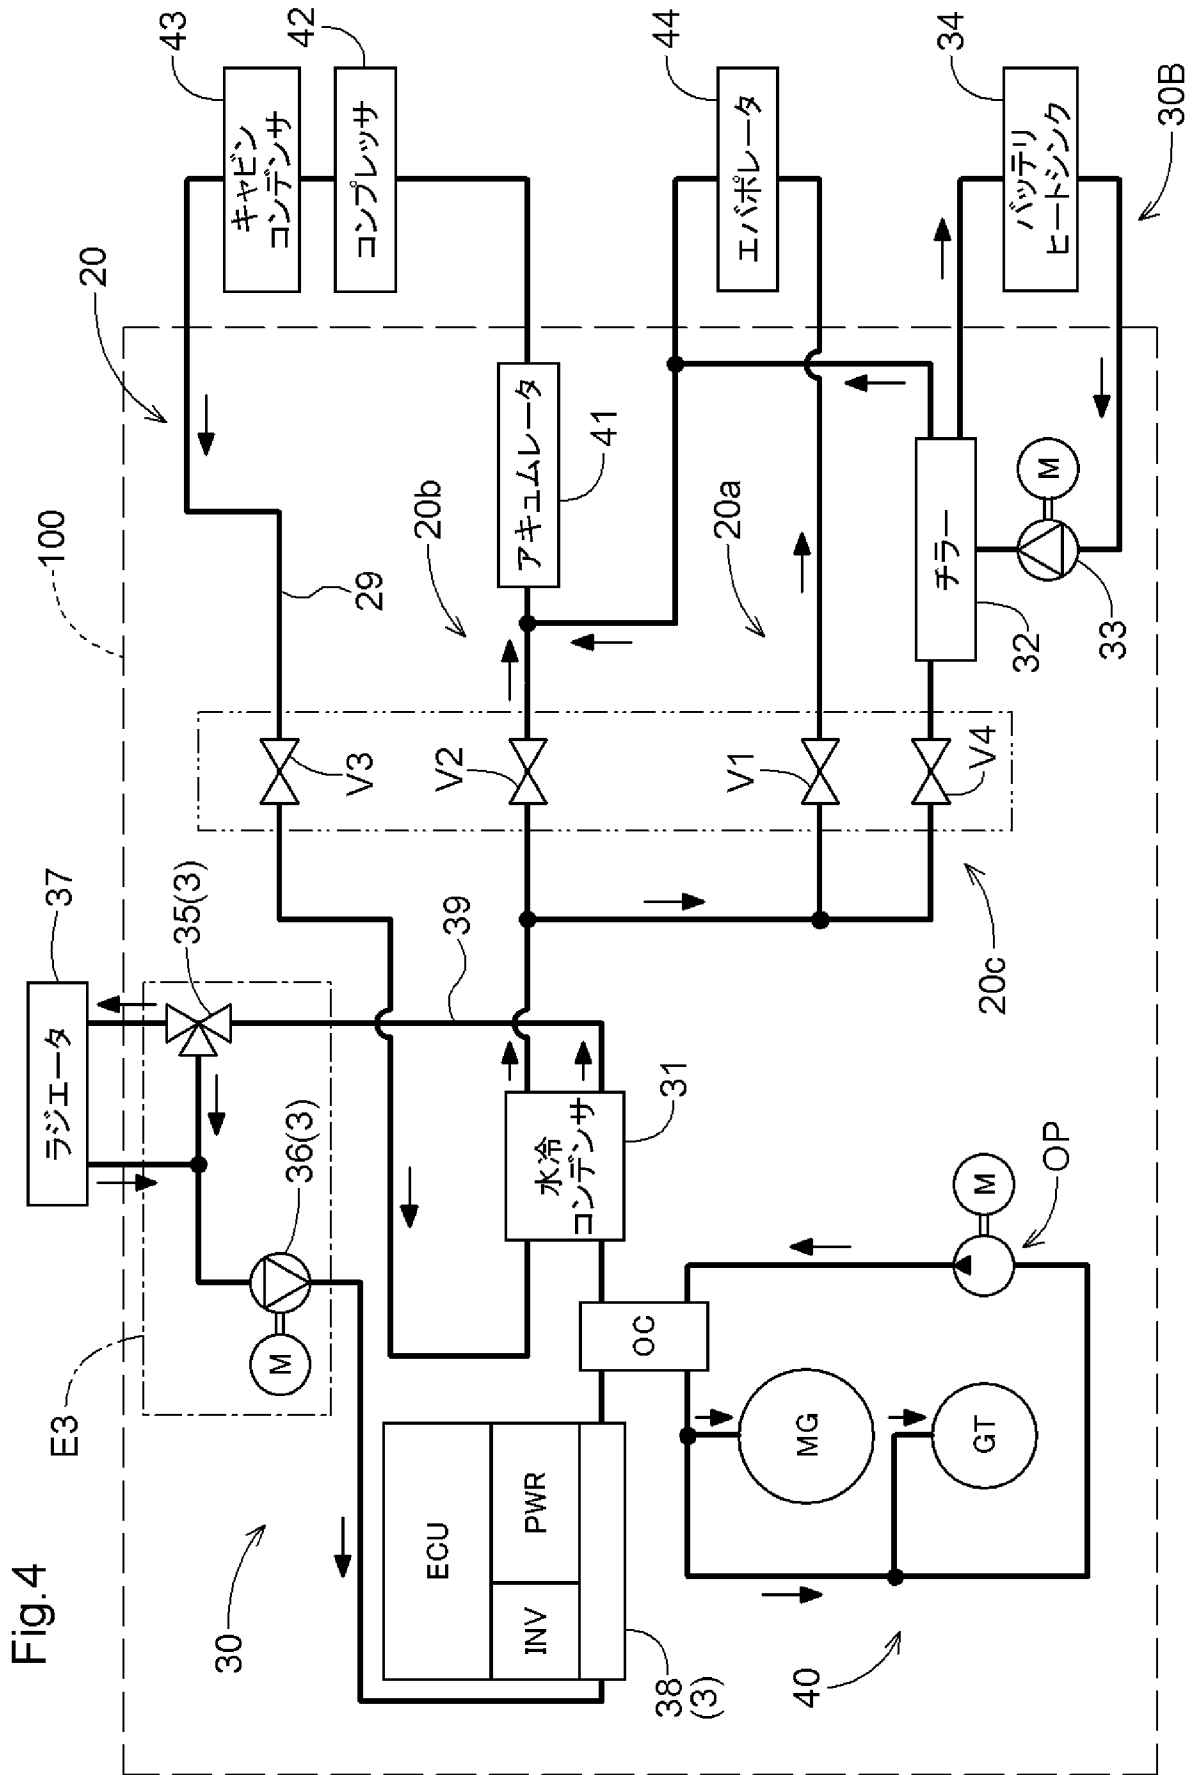 Fig.4
100
20
43
キャビン
コンデンサ
42
コンプレッサ
44
エバポレータ
34
バッテリ
ヒートシンク
30B
37
ラジエータ
35(3)
36(3)
M
E3
29
39
V3
V2
V1
V4
20b
20a
20c
アキュムレータ
41
チラー
32
33
M
水冷
コンデンサ
31
30
ECU
INV
PWR
38
(3)
OC
MG
GT
M
OP
40